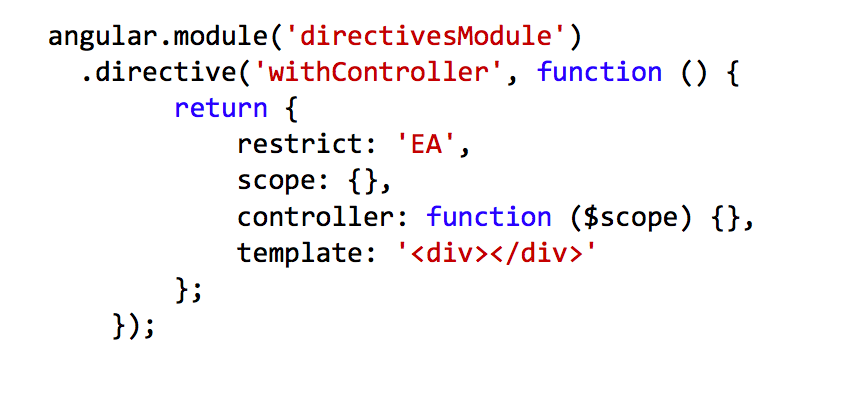 angular.module('directivesModule')
.directive('withController', function () {
return {
restrict: 'EA',
scope: {},
controller: function ($scope) {},
template: '<div></div>'
};
});